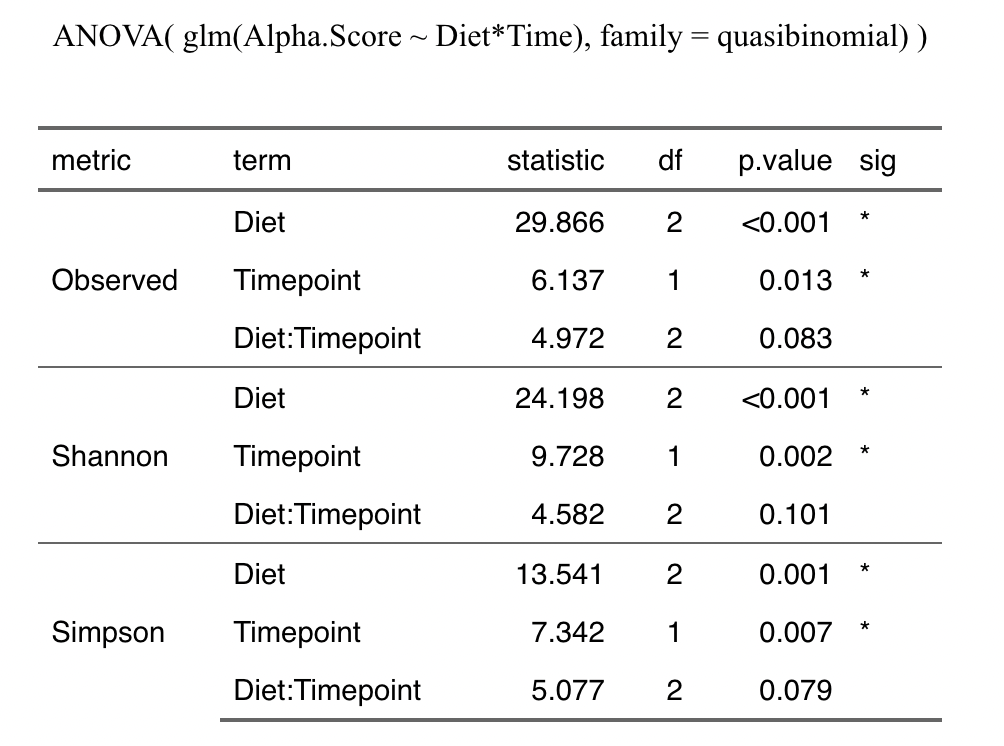 ANOVA( glm(Alpha.Score ~ Diet*Time), family = quasibinomial) )
metric term statistic df p.value sig
Diet 29.866 2 <0.001 *
Observed Timepoint 6.137 1 0.013 *
Diet:Timepoint 4.972 2 0.083
Diet 24.198 2 <0.001 *
Shannon Timepoint 9.728 1 0.002 *
Diet:Timepoint 4.582 2 0.101
Diet 13.541 2 0.001 *
Simpson Timepoint 7.342 1 0.007 *
Diet:Timepoint 5.077 2 0.079